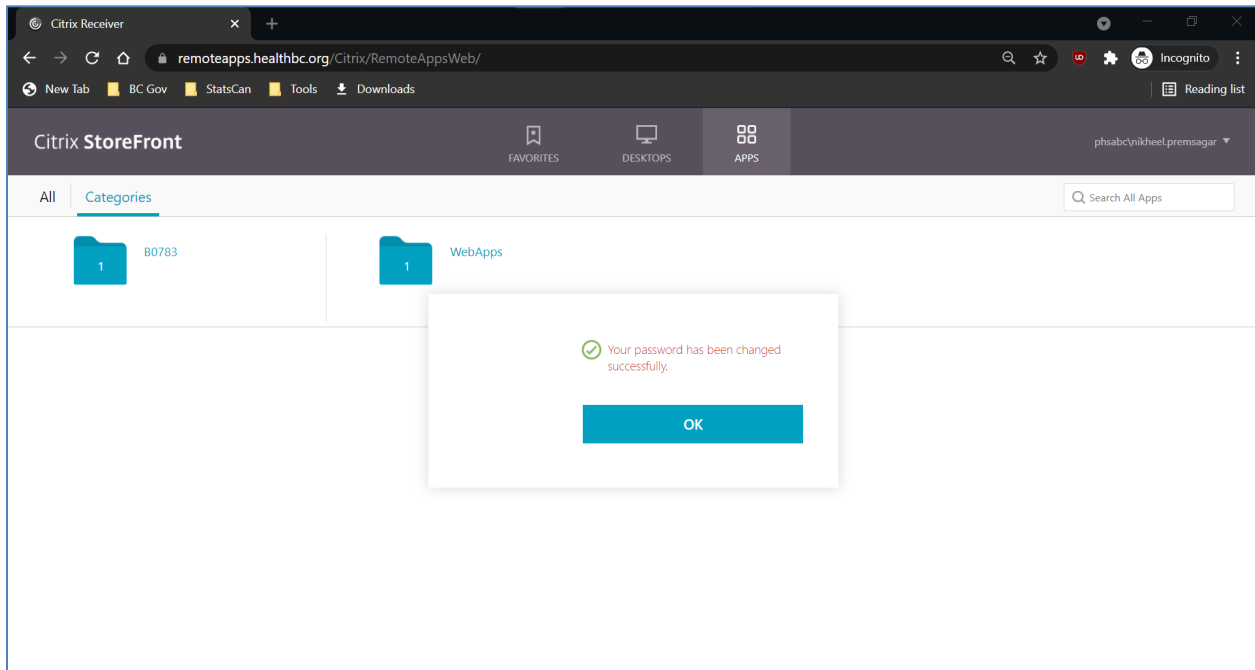 Citrix Receiver
remoteapps.healthbc.org/Citrix/RemoteAppsWeb/
Incognito
New Tab BC Gov StatsCan Tools Downloads Reading list
Citrix StoreFront
FAVORITES DESKTOPS APPS
phsabc\nikheel.premsagar
All Categories
Search All Apps
1 B0783
1 WebApps
Your password has been changed
successfully.
OK